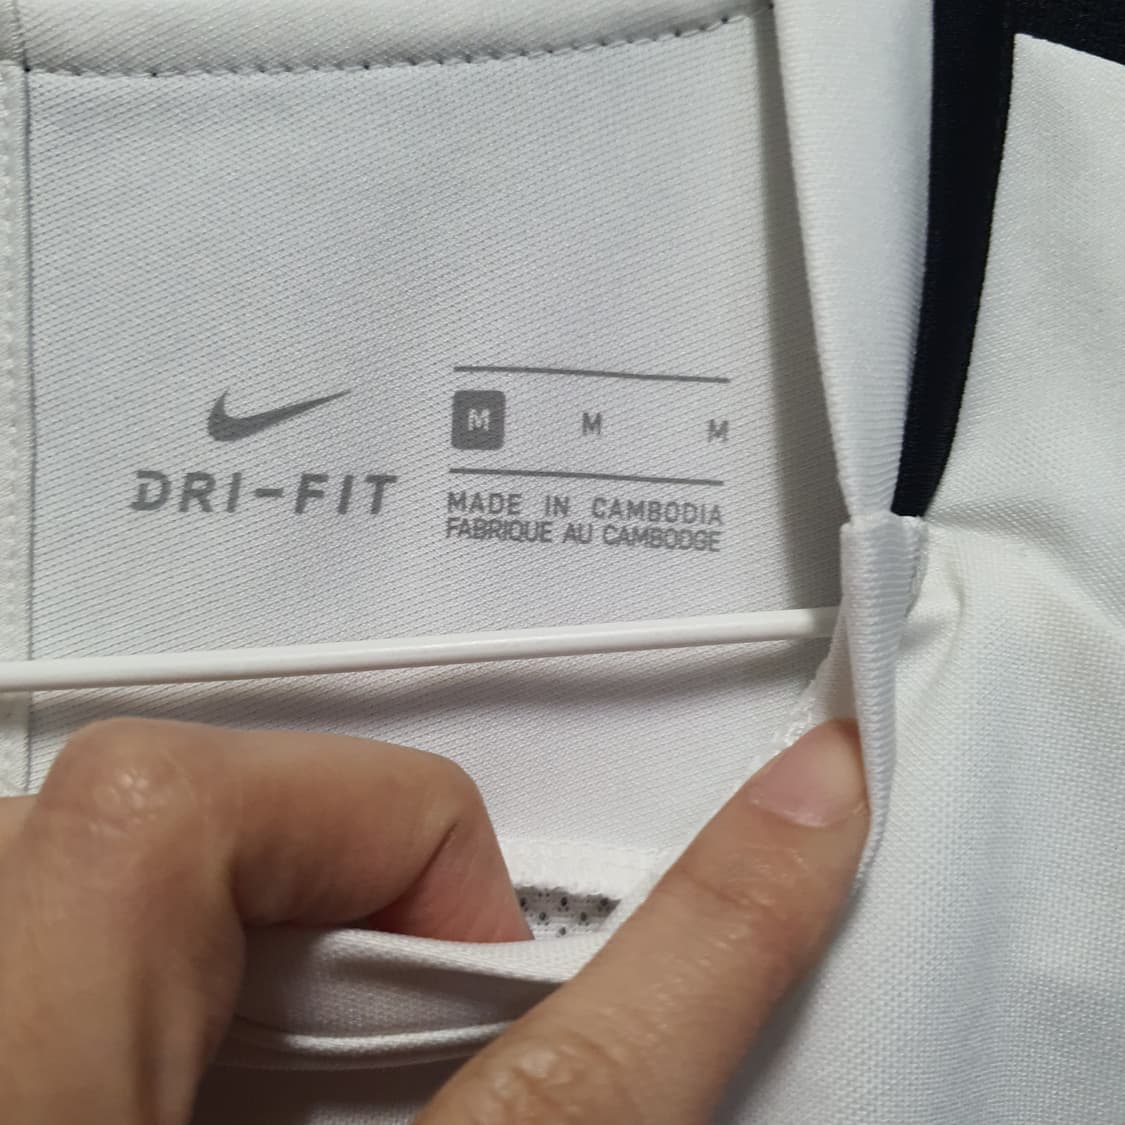 DRI-FIT
M M M
MADE IN CAMBODIA
FABRIQUE AU CAMBODGE